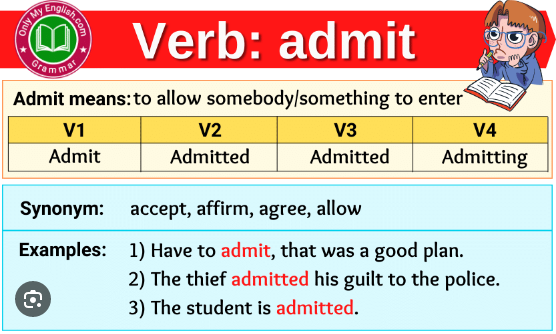 Only My English.com
Grammar
Verb: admit
Admit means: to allow somebody/something to enter
V1 V2 V3 V4
Admit Admitted Admitted Admitting
Synonym: accept, affirm, agree, allow
Examples: 1) Have to admit, that was a good plan.
2) The thief admitted his guilt to the police.
3) The student is admitted.